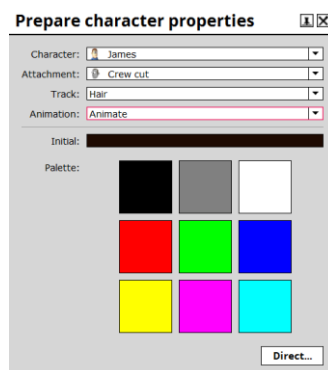 Prepare character properties
Character: James
Attachment: Crew cut
Track: Hair
Animation: Animate
Initial:
Palette:
Direct...